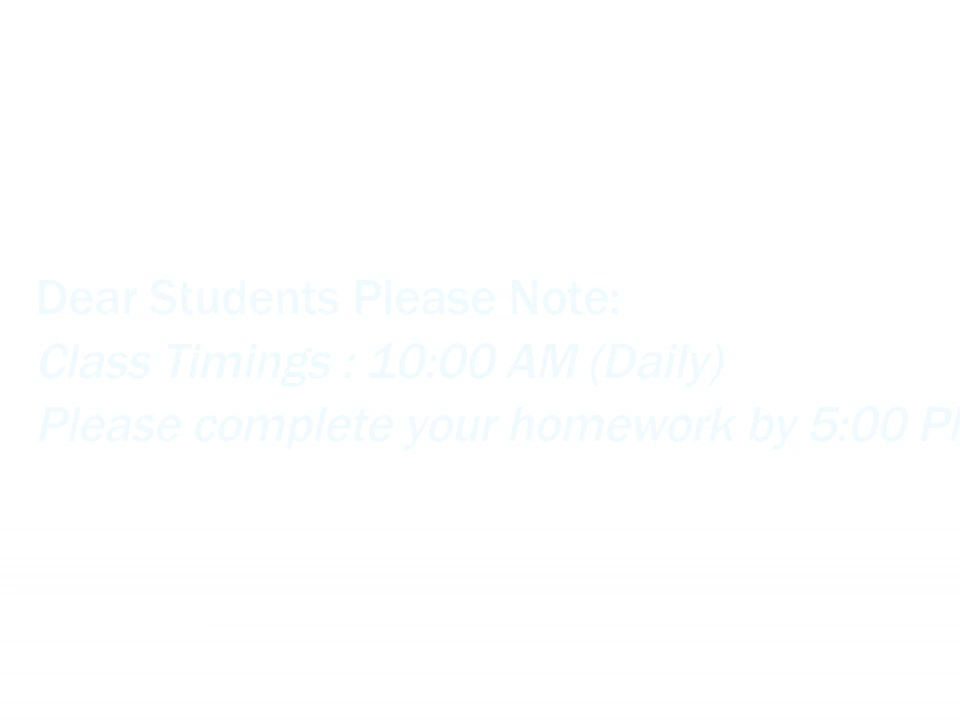 Dear Students Please Note:
Class Timings : 10:00 AM (Daily)
Please complete your homework by 5:00